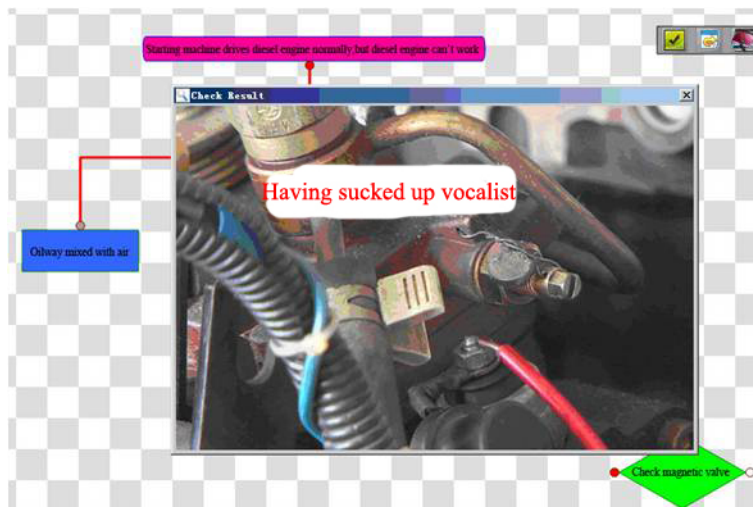 Starting machine drives diesel engine normally,but diesel engine can't work
Check Result
Having sucked up vocalist
Oilway mixed with air
Check magnetic valve